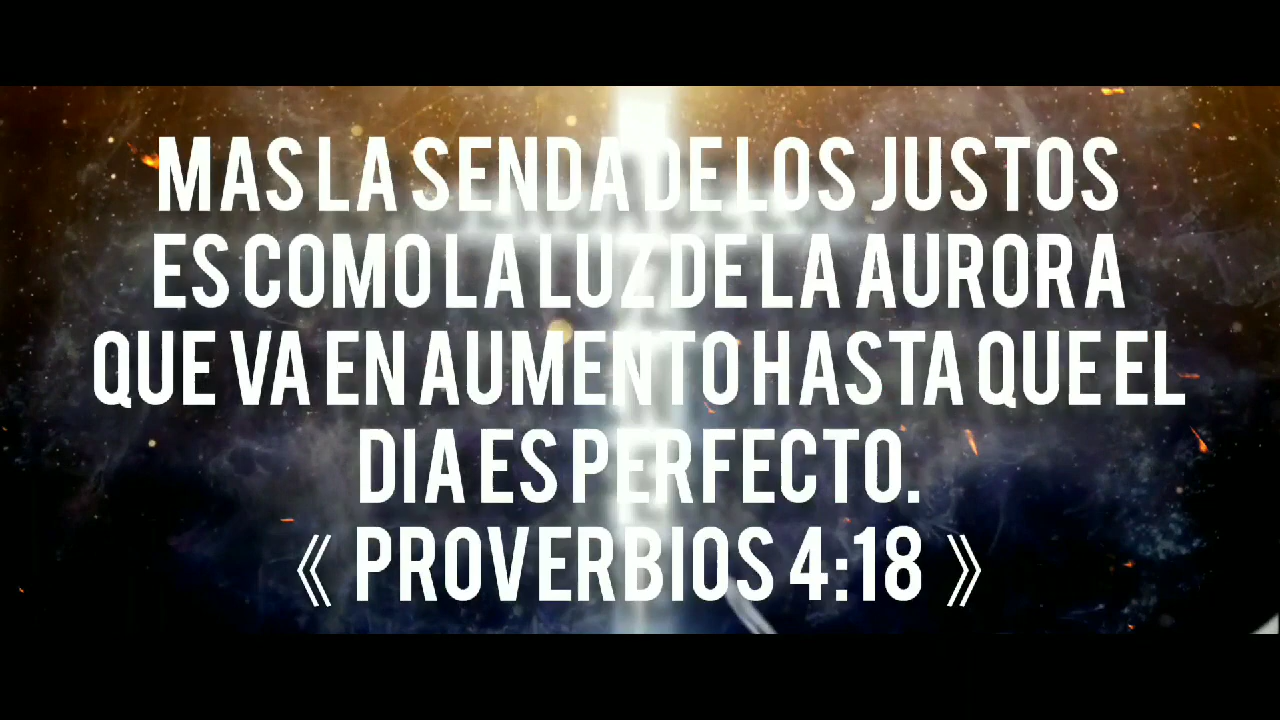 MAS LA SENDA DE LOS JUSTOS
ES COMO LA LUZ DE LA AURORA
QUE VA EN AUMENTO HASTA QUE EL
DIA ES PERFECTO.
《 PROVERBIOS 4:18 》